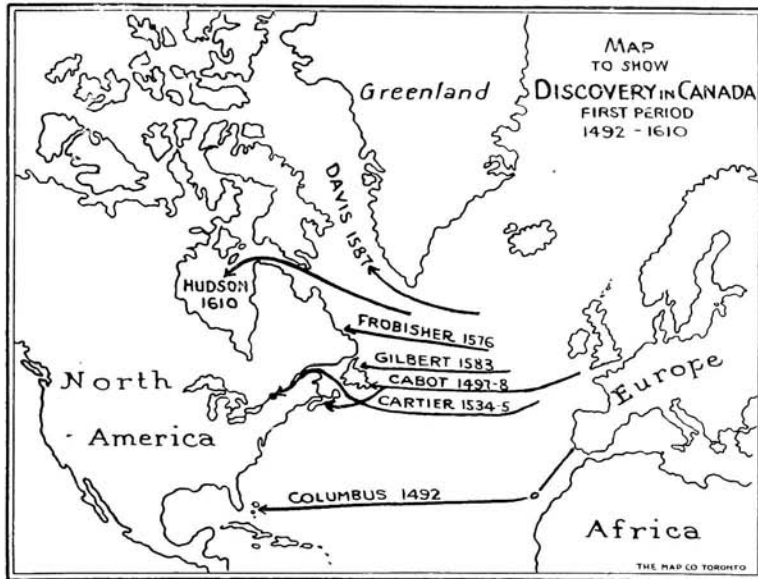 MAP
TO SHOW
DISCOVERY IN CANADA
FIRST PERIOD
1492 - 1610
Greenland
DAVIS 1587
HUDSON
1610
FROBISHER 1576
GILBERT 1583
CABOT 1497-8
CARTIER 1534-5
North
America
Europe
COLUMBUS 1492
Africa
THE MAP CO TORONTO